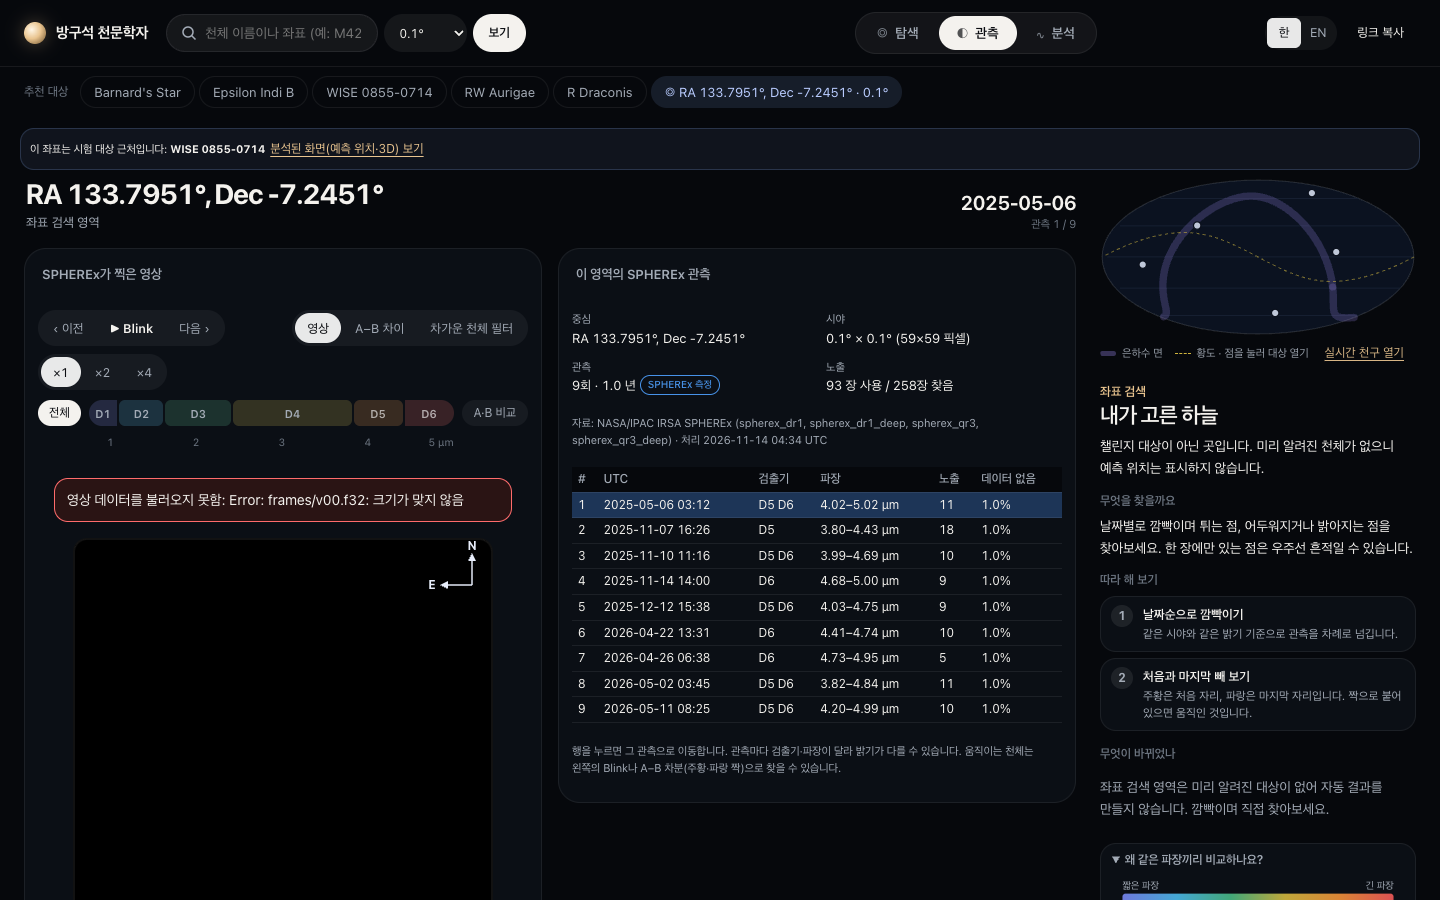 방구석 천문학자
천체 이름이나 좌표 (예: M42
0.1°
보기
탐색
관측
분석
한
EN
링크 복사
추천 대상
Barnard's Star
Epsilon Indi B
WISE 0855-0714
RW Aurigae
R Draconis
◎ RA 133.7951°, Dec -7.2451° · 0.1°
이 좌표는 시험 대상 근처입니다: WISE 0855-0714 분석된 화면(예측 위치·3D) 보기
RA 133.7951°, Dec -7.2451°
좌표 검색 영역
2025-05-06
관측 1 / 9
SPHEREx가 찍은 영상
‹ 이전
▶ Blink
다음 ›
영상
A−B 차이
차가운 천체 필터
×1
×2
×4
전체
D1
D2
D3
D4
D5
D6
A·B 비교
1
2
3
4
5 µm
영상 데이터를 불러오지 못함: Error: frames/v00.f32: 크기가 맞지 않음
N
E
이 영역의 SPHEREx 관측
중심
RA 133.7951°, Dec -7.2451°
시야
0.1° × 0.1° (59×59 픽셀)
관측
9회 · 1.0 년 SPHEREx 측정
노출
93 장 사용 / 258장 찾음
자료: NASA/IPAC IRSA SPHEREx (spherex_dr1, spherex_dr1_deep, spherex_qr3,
spherex_qr3_deep) · 처리 2026-11-14 04:34 UTC
# UTC 검출기 파장 노출 데이터 없음
1 2025-05-06 03:12 D5 D6 4.02–5.02 µm 11 1.0%
2 2025-11-07 16:26 D5 3.80–4.43 µm 18 1.0%
3 2025-11-10 11:16 D5 D6 3.99–4.69 µm 10 1.0%
4 2025-11-14 14:00 D6 4.68–5.00 µm 9 1.0%
5 2025-12-12 15:38 D5 D6 4.03–4.75 µm 9 1.0%
6 2026-04-22 13:31 D6 4.41–4.74 µm 10 1.0%
7 2026-04-26 06:38 D6 4.73–4.95 µm 5 1.0%
8 2026-05-02 03:45 D5 D6 3.82–4.84 µm 11 1.0%
9 2026-05-11 08:25 D5 D6 4.20–4.99 µm 10 1.0%
행을 누르면 그 관측으로 이동합니다. 관측마다 검출기·파장이 달라 밝기가 다를 수 있습니다. 움직이는 천체는
왼쪽의 Blink나 A−B 차분(주황·파랑 짝)으로 찾을 수 있습니다.
은하수 면
---- 황도 · 점을 눌러 대상 열기
실시간 천구 열기
좌표 검색
내가 고른 하늘
챌린지 대상이 아닌 곳입니다. 미리 알려진 천체가 없으니
예측 위치는 표시하지 않습니다.
무엇을 찾을까요
날짜별로 깜빡이며 튀는 점, 어두워지거나 밝아지는 점을
찾아보세요. 한 장에만 있는 점은 우주선 흔적일 수 있습니다.
따라 해 보기
1
날짜순으로 깜빡이기
같은 시야와 같은 밝기 기준으로 관측을 차례로 넘깁니다.
2
처음과 마지막 빼 보기
주황은 처음 자리, 파랑은 마지막 자리입니다. 짝으로 붙어
있으면 움직인 것입니다.
무엇이 바뀌었나
좌표 검색 영역은 미리 알려진 대상이 없어 자동 결과를
만들지 않습니다. 깜빡이며 직접 찾아보세요.
▼ 왜 같은 파장끼리 비교하나요?
짧은 파장
긴 파장